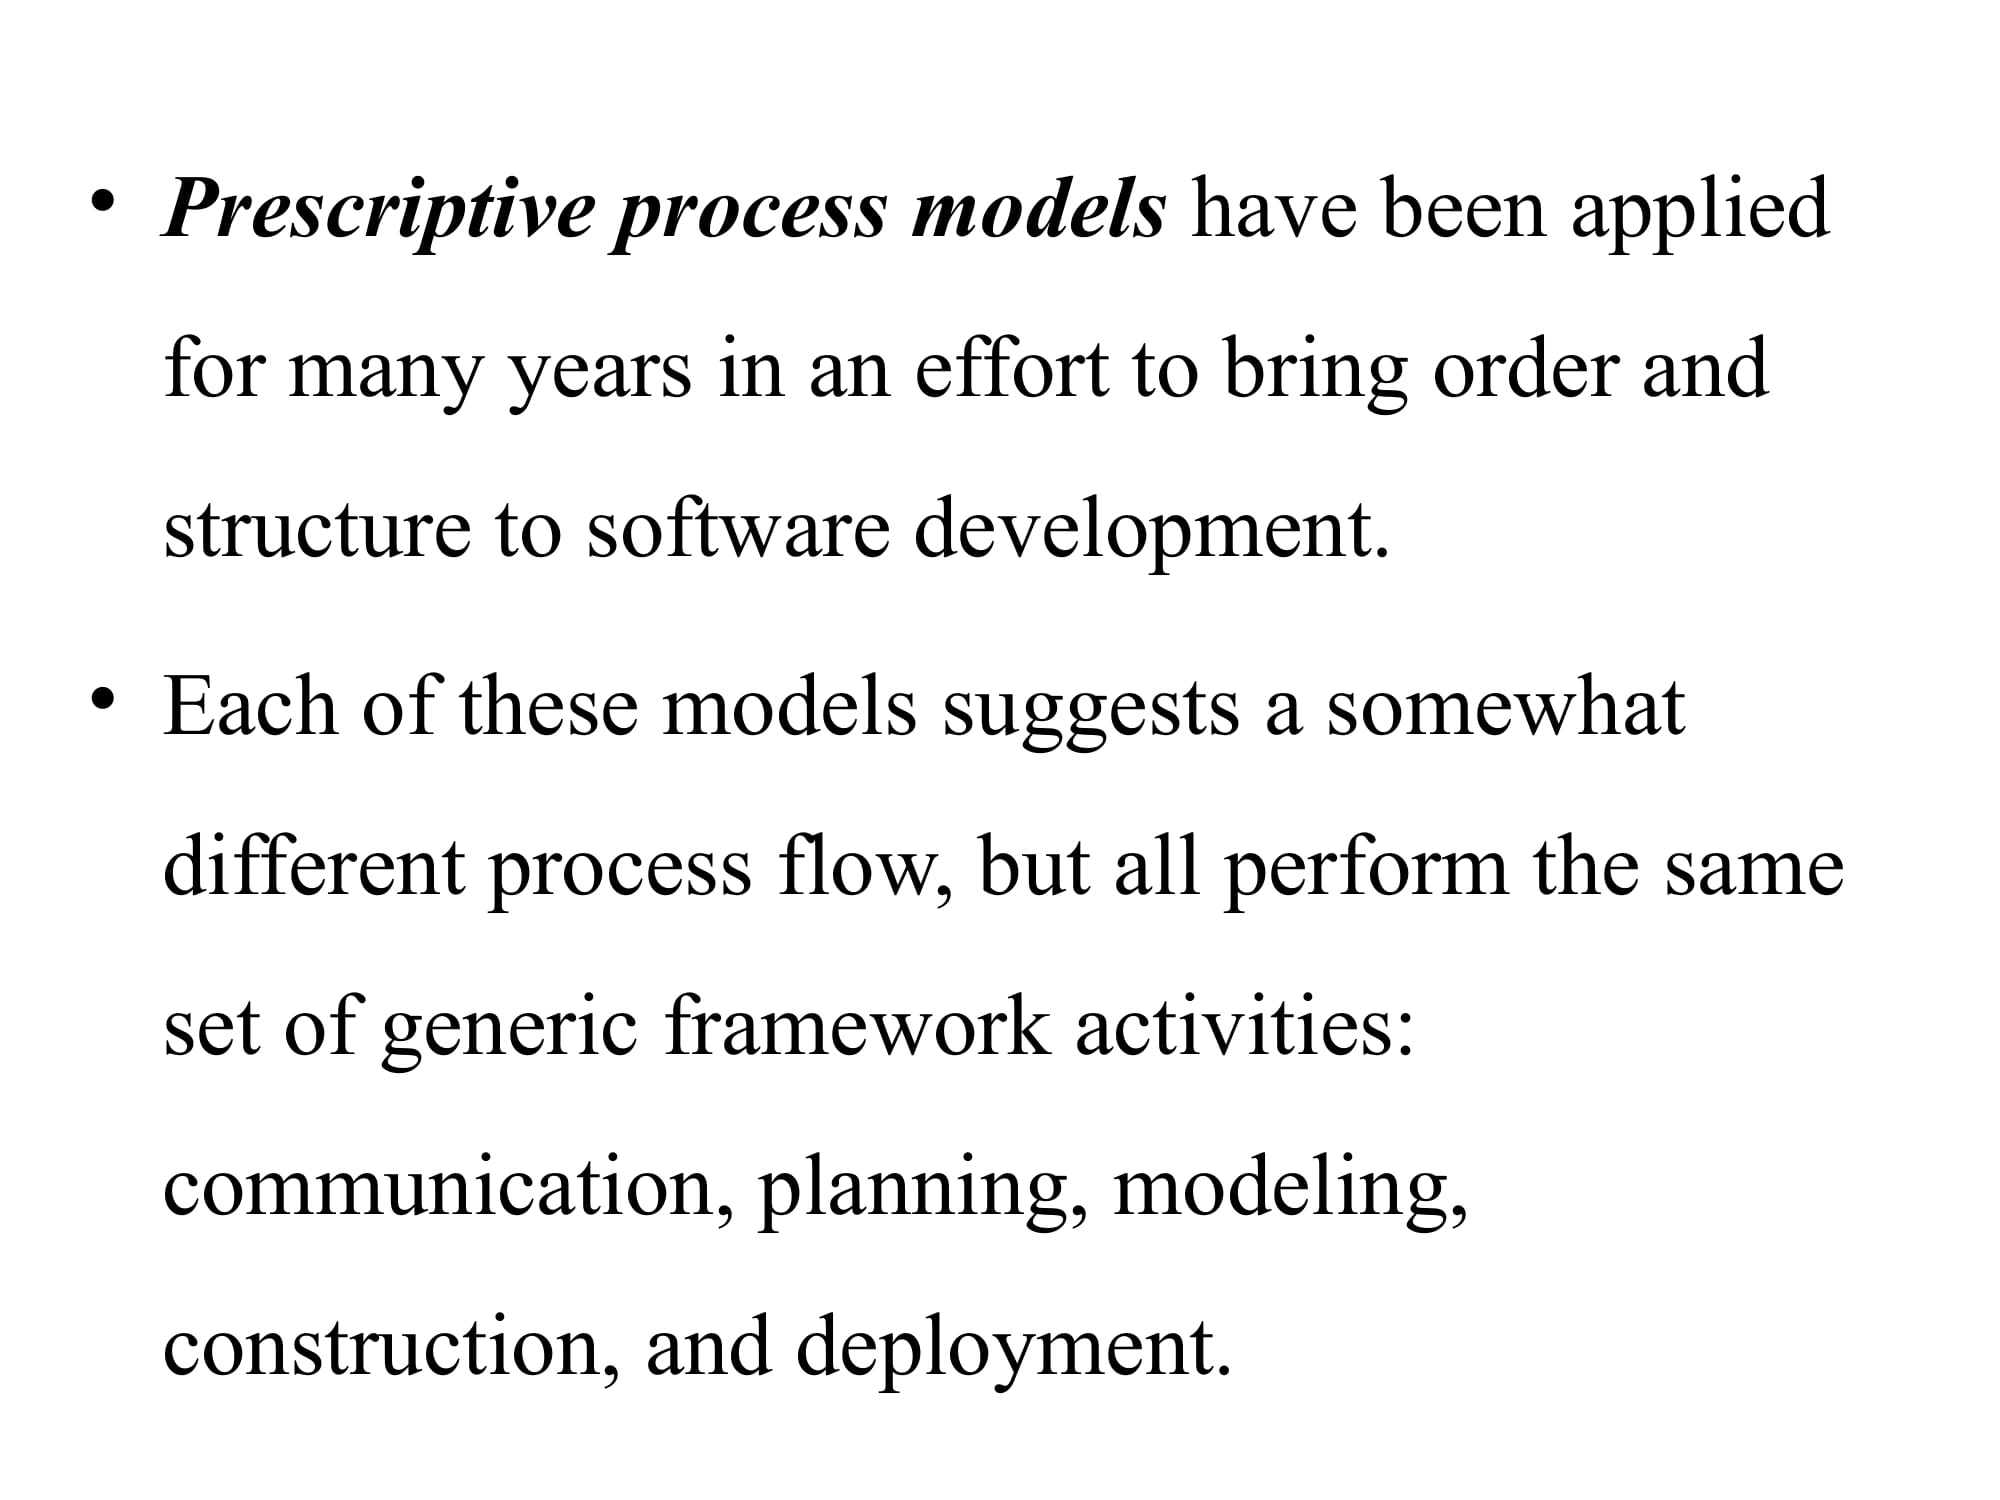 • Prescriptive process models have been applied
for many years in an effort to bring order and
structure to software development.
• Each of these models suggests a somewhat
different process flow, but all perform the same
set of generic framework activities:
communication, planning, modeling,
construction, and deployment.